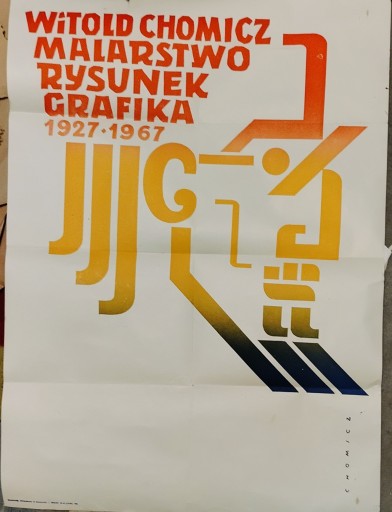 WiTOLD CHOMICZ
MALARSTWO
RYSUNEK
GRAFIKA
1927·1967
CHOMICZ